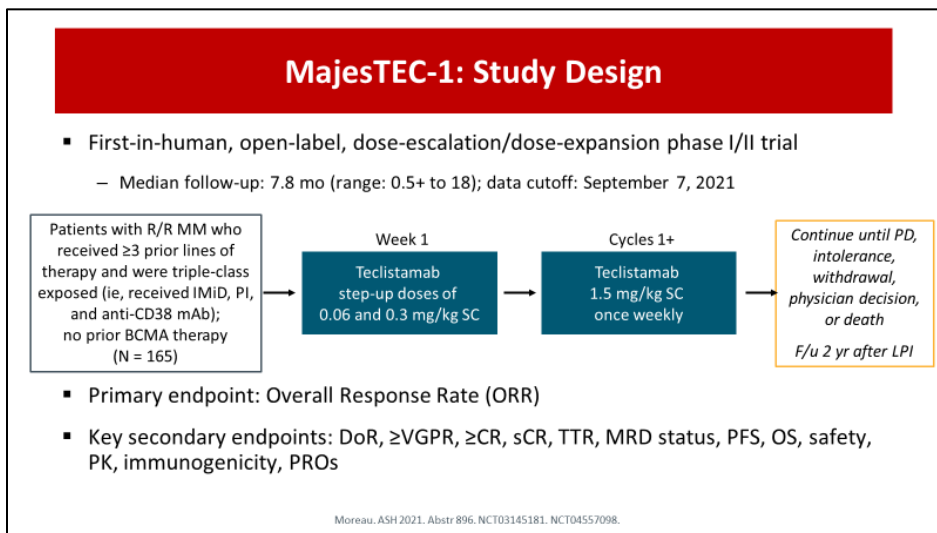 MajesTEC-1: Study Design
▪ First-in-human, open-label, dose-escalation/dose-expansion phase I/II trial
– Median follow-up: 7.8 mo (range: 0.5+ to 18); data cutoff: September 7, 2021
Patients with R/R MM who
received ≥3 prior lines of
therapy and were triple-class
exposed (ie, received IMiD, PI,
and anti-CD38 mAb);
no prior BCMA therapy
(N = 165)
Week 1
Teclistamab
step-up doses of
0.06 and 0.3 mg/kg SC
Cycles 1+
Teclistamab
1.5 mg/kg SC
once weekly
Continue until PD,
intolerance,
withdrawal,
physician decision,
or death
F/u 2 yr after LPI
▪ Primary endpoint: Overall Response Rate (ORR)
▪ Key secondary endpoints: DoR, ≥VGPR, ≥CR, sCR, TTR, MRD status, PFS, OS, safety,
PK, immunogenicity, PROs
Moreau. ASH 2021. Abstr 896. NCT03145181. NCT04557098.